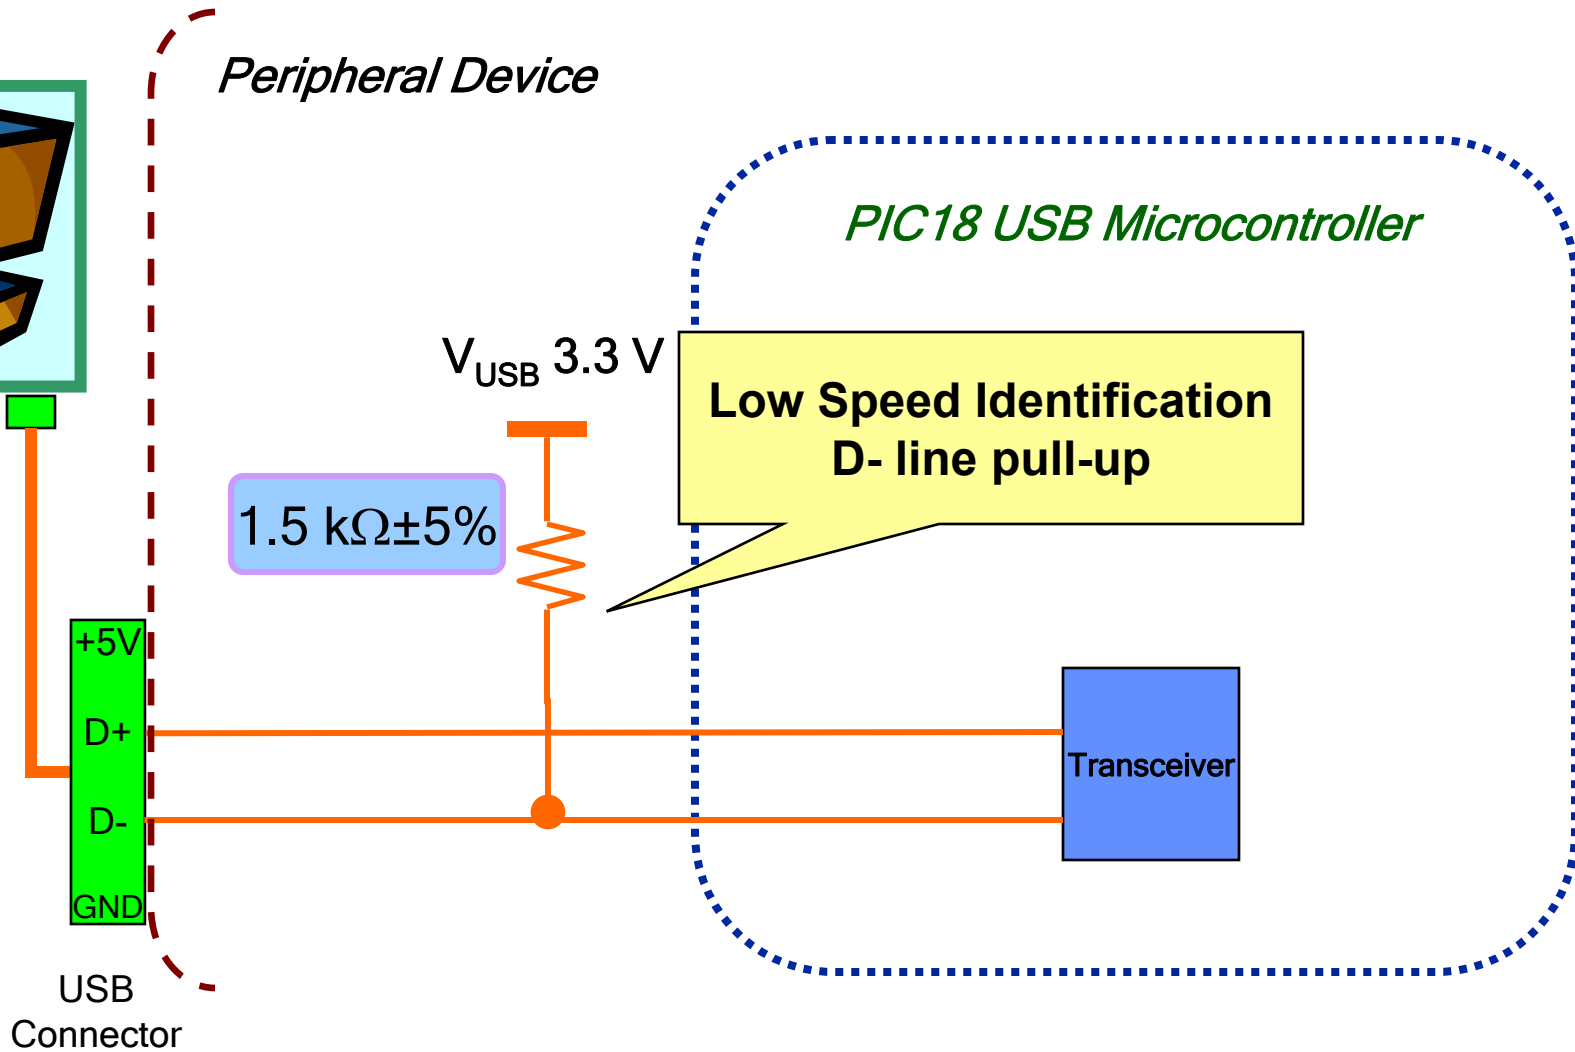 Peripheral Device
PIC18 USB Microcontroller
VUSB 3.3 V
Low Speed Identification
D- line pull-up
1.5 kΩ±5%
+5V
D+
Transceiver
D-
GND
USB
Connector